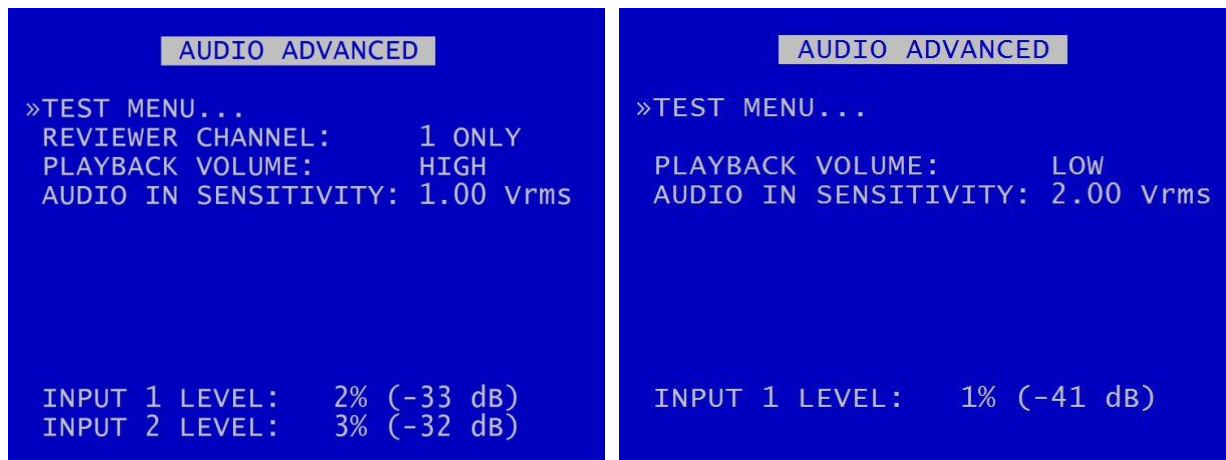 AUDIO ADVANCED
»TEST MENU...
REVIEWER CHANNEL: 1 ONLY
PLAYBACK VOLUME: HIGH
AUDIO IN SENSITIVITY: 1.00 Vrms
INPUT 1 LEVEL: 2% (-33 dB)
INPUT 2 LEVEL: 3% (-32 dB)
AUDIO ADVANCED
»TEST MENU...
PLAYBACK VOLUME: LOW
AUDIO IN SENSITIVITY: 2.00 Vrms
INPUT 1 LEVEL: 1% (-41 dB)